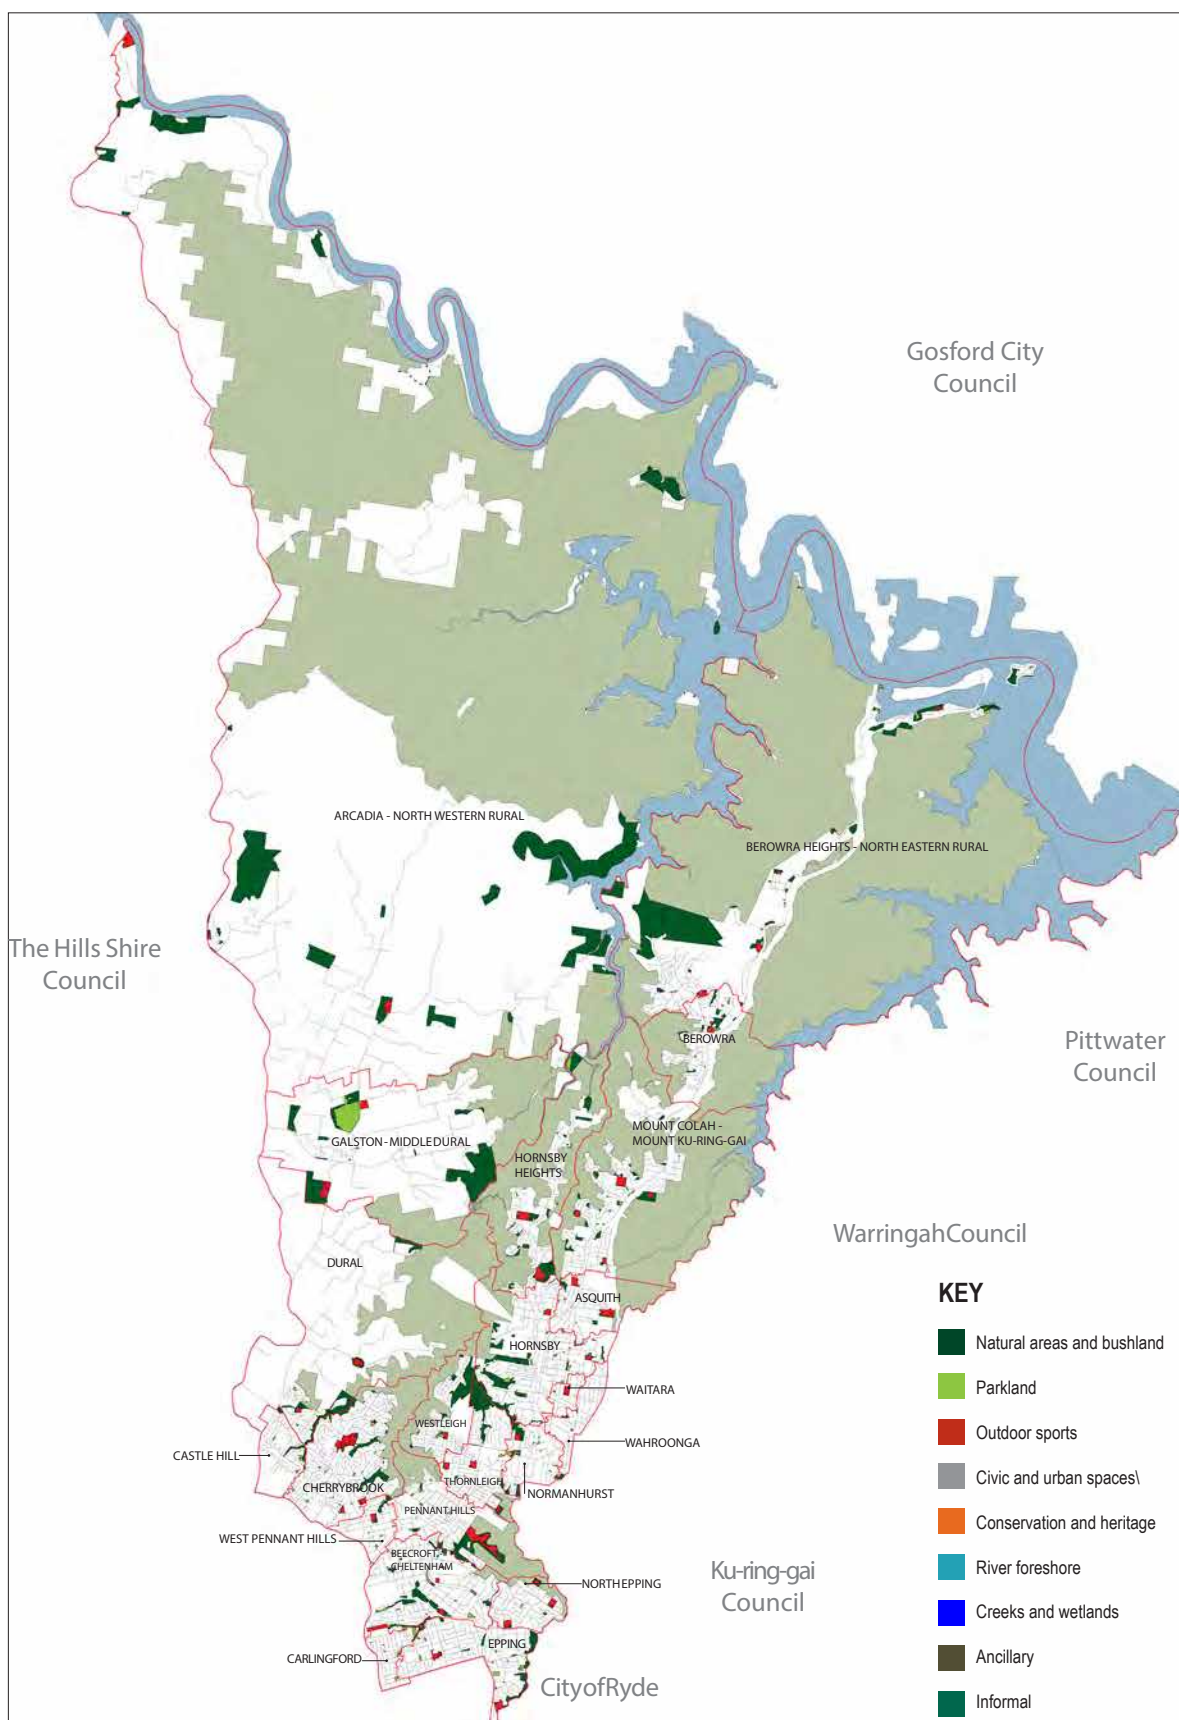 Gosford City
Council
ARCADIA - NORTH WESTERN RURAL
BEROWRA HEIGHTS - NORTH EASTERN RURAL
The Hills Shire
Council
BEROWRA
Pittwater
Council
MOUNT COLAH -
MOUNT KU-RING-GAI
GALSTON - MIDDLE DURAL
HORNSBY
HEIGHTS
WarringahCouncil
DURAL
ASQUITH
HORNSBY
WAITARA
WESTLEIGH
WAHROONGA
CASTLE HILL
THORNLEIGH
CHERRYBROOK
NORMANHURST
PENNANT HILLS
WEST PENNANT HILLS
BEECROFT
CHELTENHAM
NORTH EPPING
Ku-ring-gai
Council
EPPING
CARLINGFORD
CityofRyde
KEY
Natural areas and bushland
Parkland
Outdoor sports
Civic and urban spaces\
Conservation and heritage
River foreshore
Creeks and wetlands
Ancillary
Informal